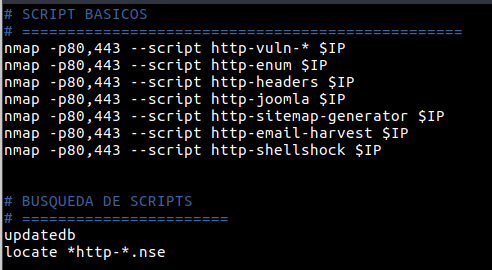 # SCRIPT BASICOS
# ==================================================
nmap -p80,443 --script http-vuln-* $IP
nmap -p80,443 --script http-enum $IP
nmap -p80,443 --script http-headers $IP
nmap -p80,443 --script http-joomla $IP
nmap -p80,443 --script http-sitemap-generator $IP
nmap -p80,443 --script http-email-harvest $IP
nmap -p80,443 --script http-shellshock $IP
# BUSQUEDA DE SCRIPTS
# =======================
updatedb
locate *http-*.nse